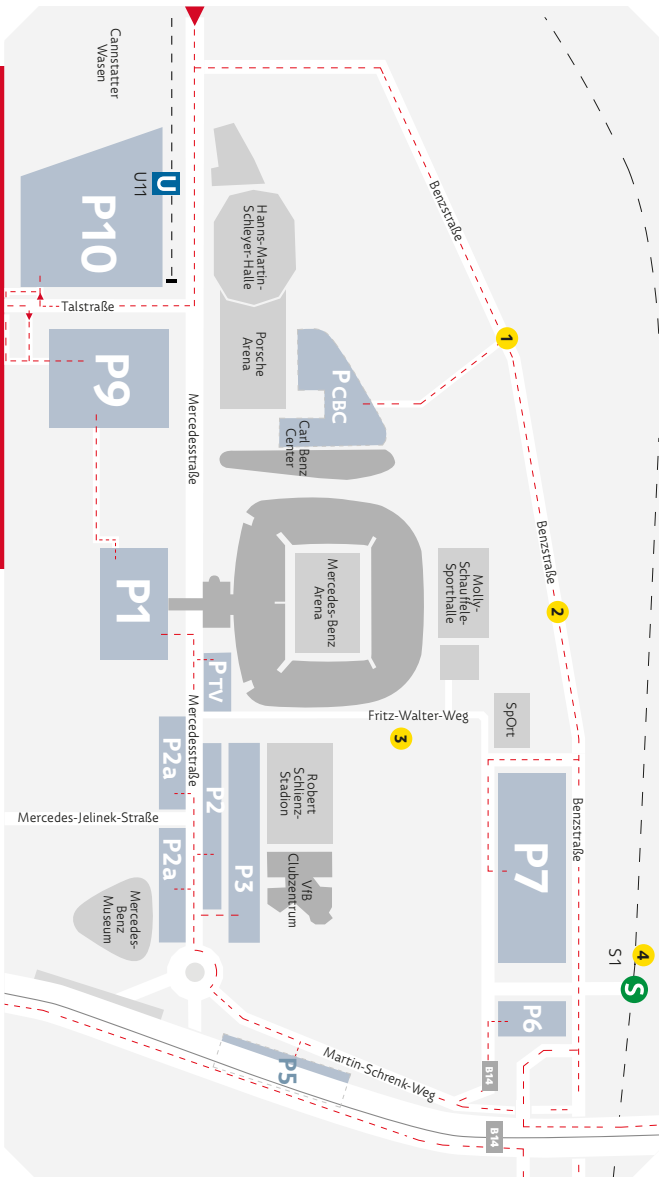 Cannstatter
Wasen
U
U11
P10
Talstraße
P9
Hanns-Martin-
Schleyer-Halle
Porsche
Arena
P CBC
Carl Benz
Center
Benzstraße
1
Mercedesstraße
P1
Mercedes-Benz
Arena
Molly-
Schauffele-
Sporthalle
Benzstraße
2
P TV
Mercedesstraße
Fritz-Walter-Weg
3
SpOrt
P2a
P2
Robert
Schlienz-
Stadion
Benzstraße
P7
Mercedes-Jelinek-Straße
P2a
P3
VfB
Clubzentrum
Mercedes-
Benz
Museum
4
S1
S
P6
P5
Martin-Schrenk-Weg
B14
B14